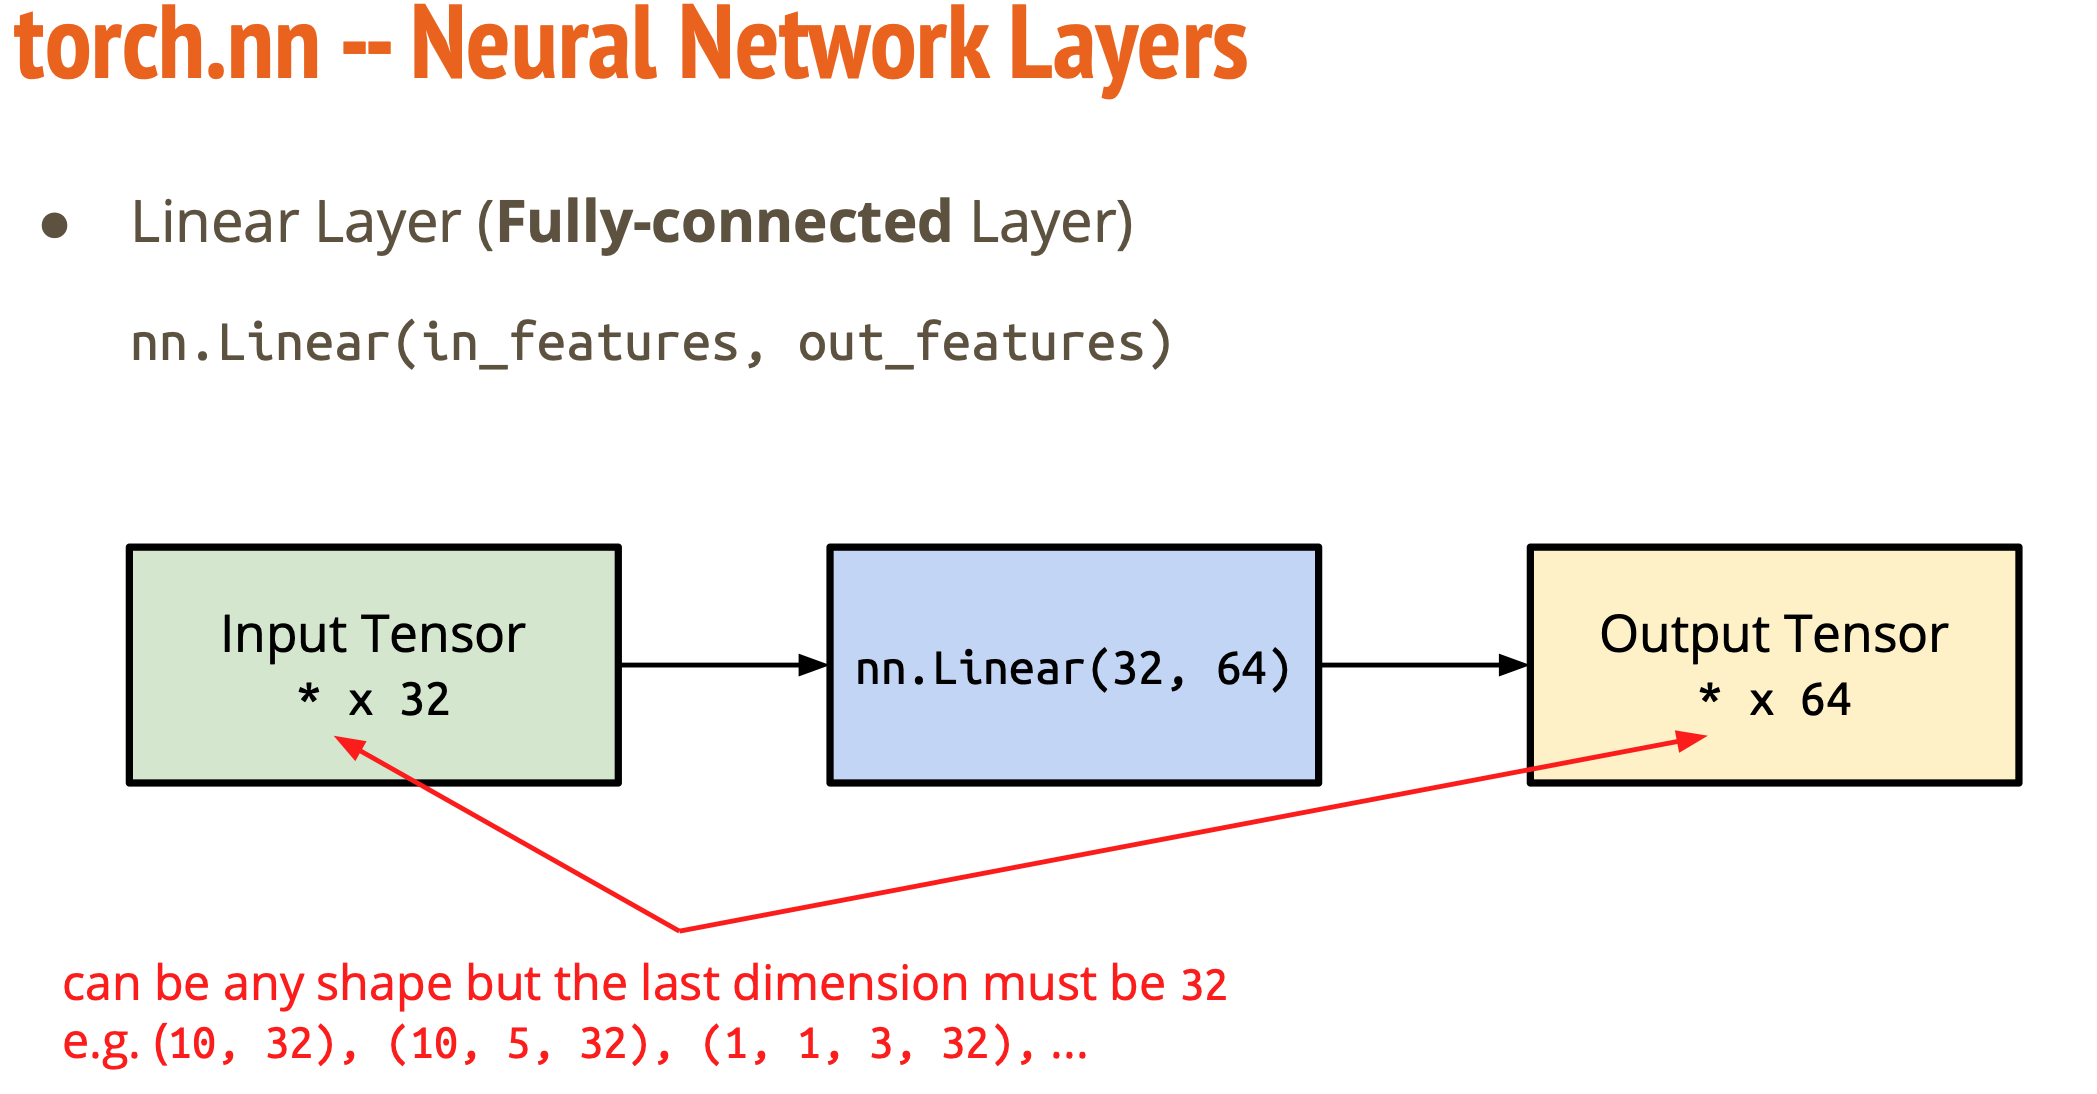 torch.nn -- Neural Network Layers
● Linear Layer (Fully-connected Layer)
nn.Linear(in_features, out_features)
Input Tensor
* x 32
nn.Linear(32, 64)
Output Tensor
* x 64
can be any shape but the last dimension must be 32
e.g. (10, 32), (10, 5, 32), (1, 1, 3, 32), ...